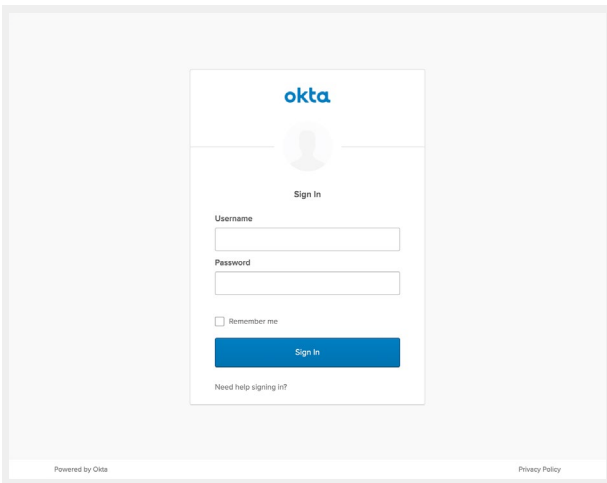 okta
Sign In
Username
Password
Remember me
Sign In
Need help signing in?
Powered by Okta Privacy Policy